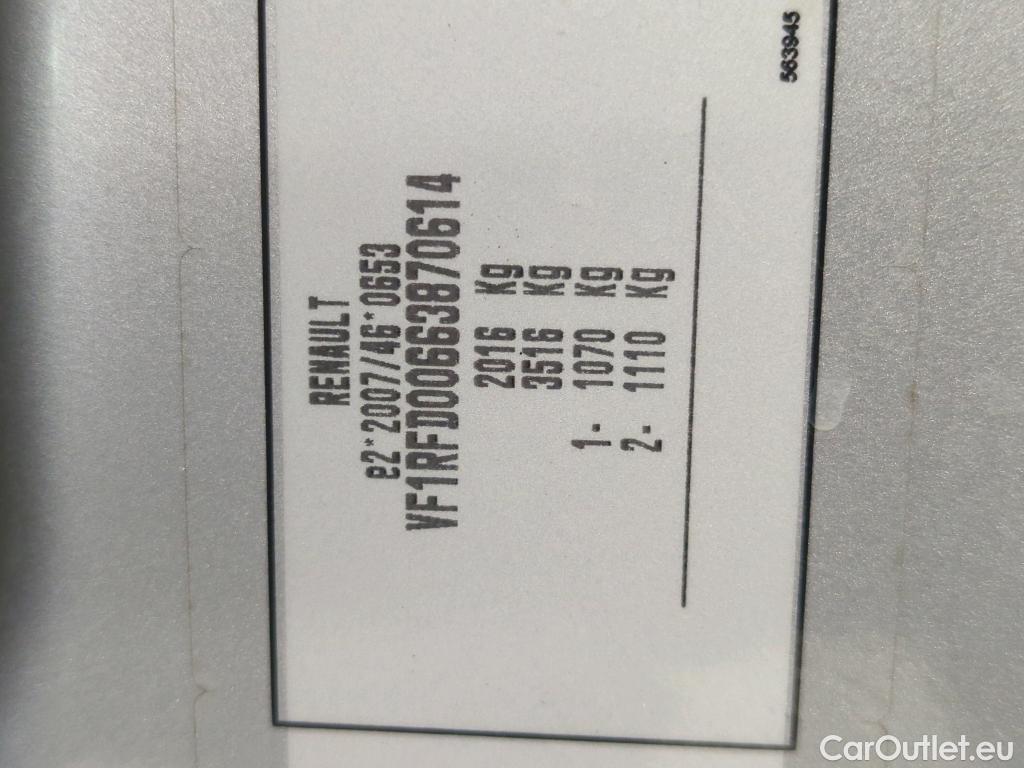 RENAULT
e2*2007/46*0653
VF1RFD00663870614
2016 Kg
3516 Kg
1- 1070 Kg
2- 1110 Kg
563945
CarOutlet.eu